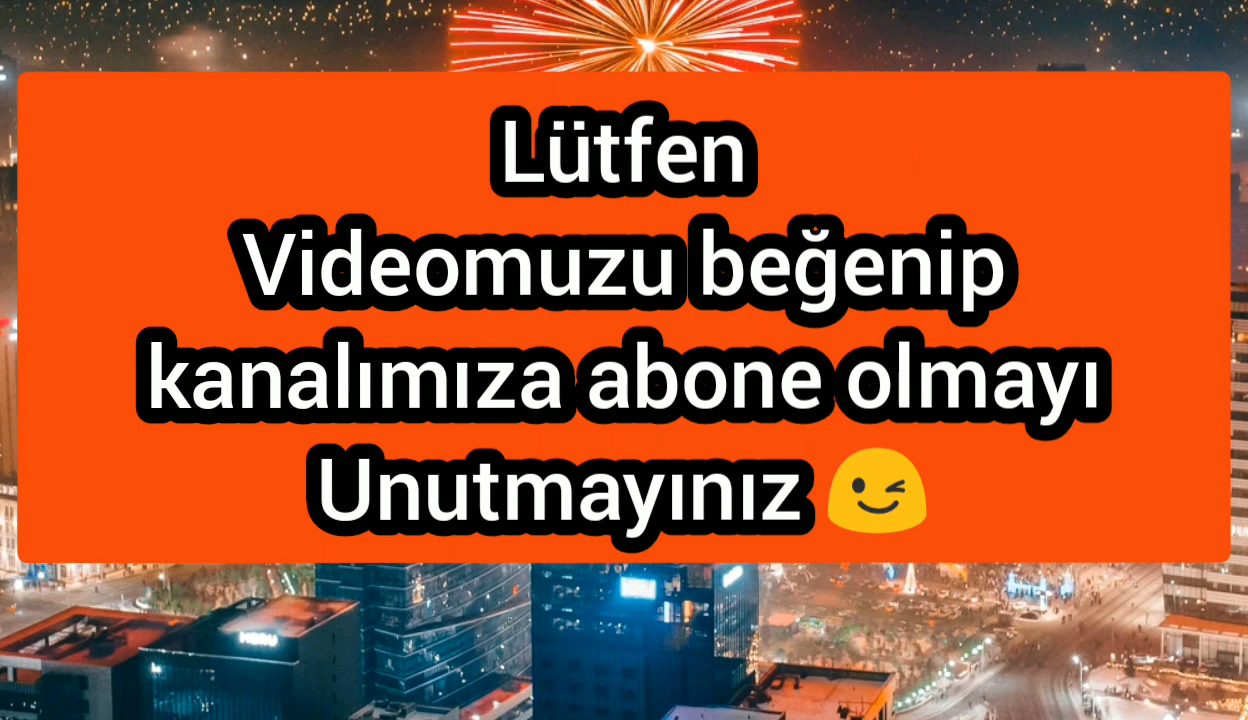 Lütfen
Videomuzu beğenip
kanalımıza abone olmayı
Unutmayınız 😉